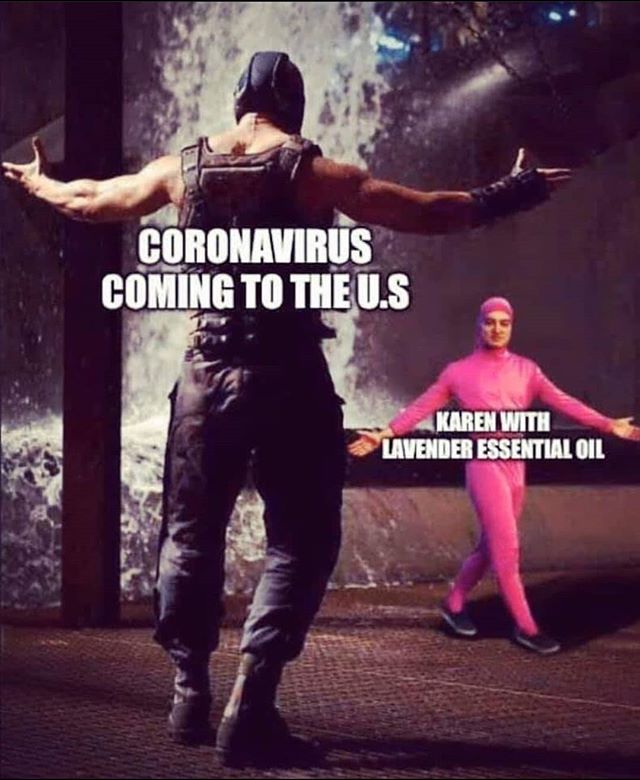 CORONAVIRUS
COMING TO THE U.S
KAREN WITH
LAVENDER ESSENTIAL OIL